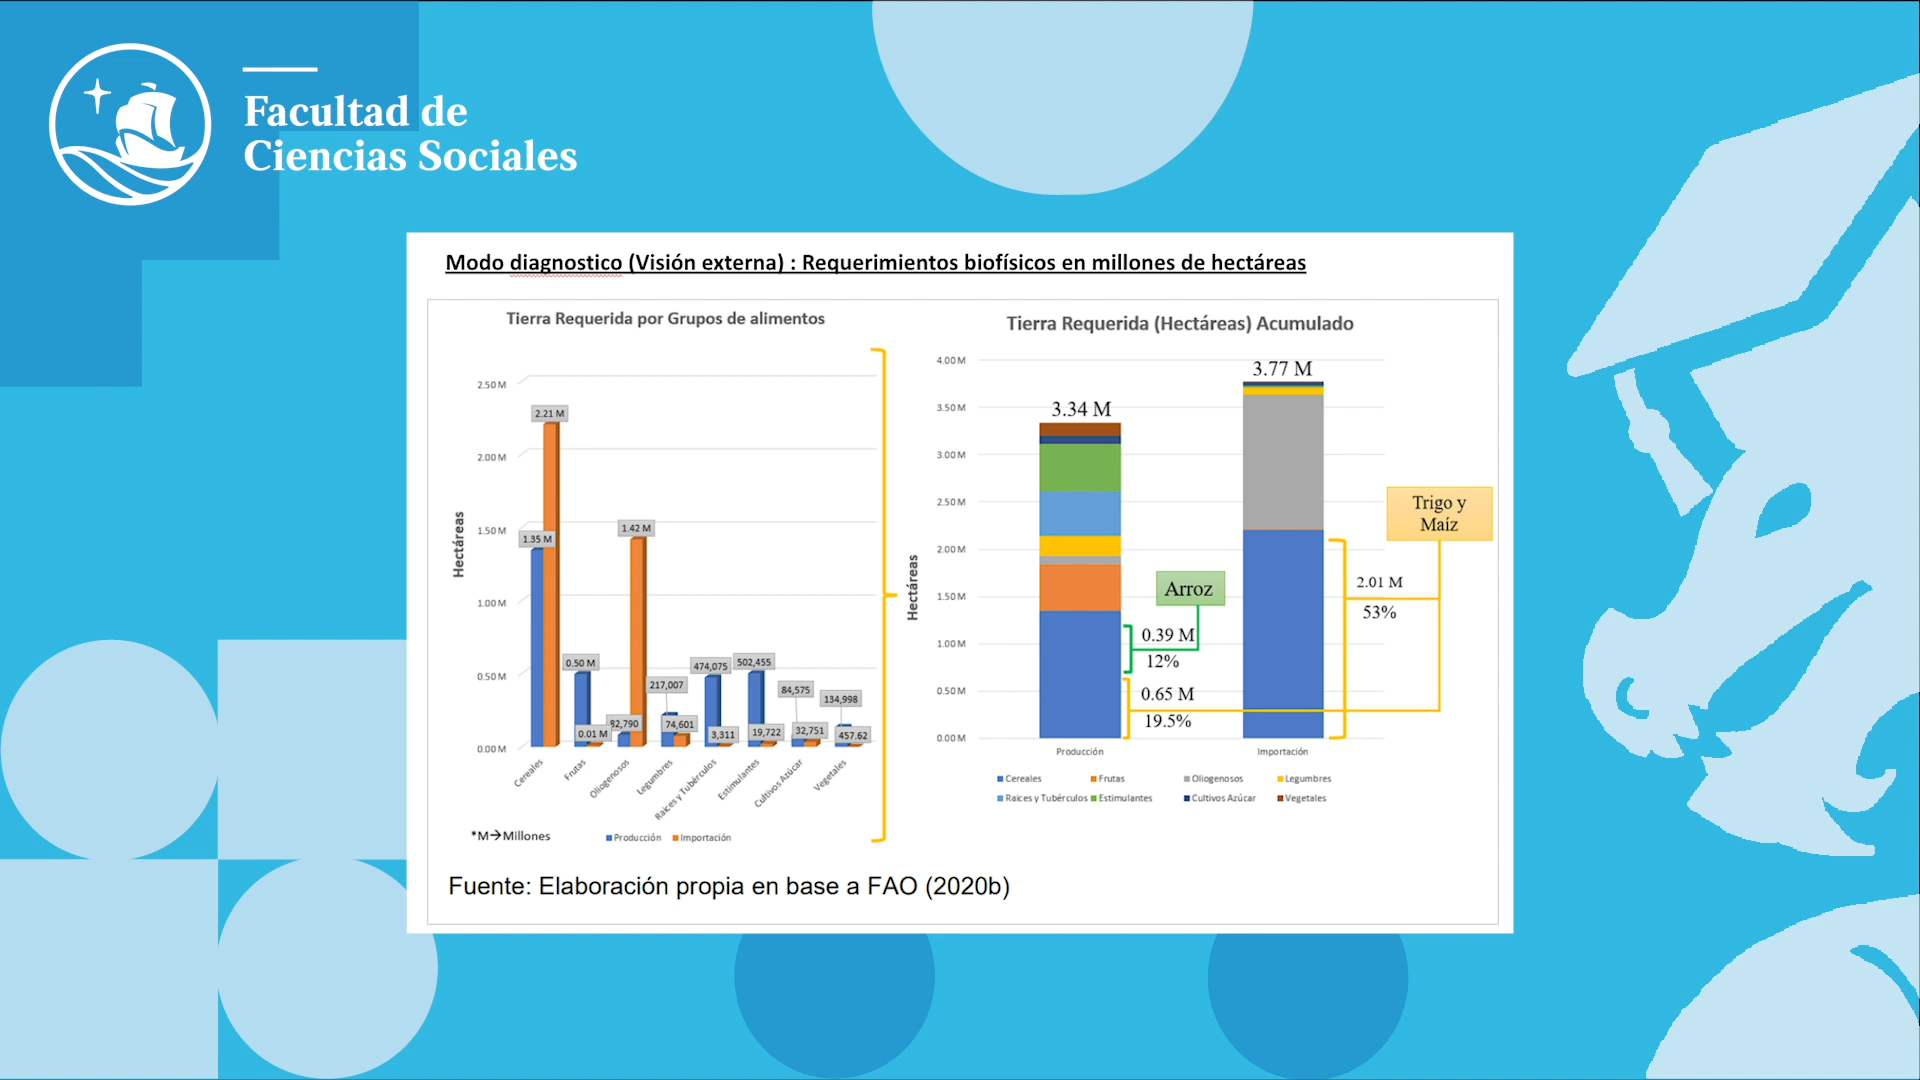 Facultad de
Ciencias Sociales
Modo diagnostico (Visión externa) : Requerimientos biofísicos en millones de hectáreas
Tierra Requerida por Grupos de alimentos
Hectáreas
2.50 M
2.00 M
1.50 M
1.00 M
0.50 M
0.00 M
2.21 M
1.35 M
0.50 M
0.01 M
82,790
1.42 M
217,007
74,601
474,075
3,311
502,455
19,722
84,575
32,751
134,998
457.62
Cereales
Frutas
Oliogenosos
Legumbres
Raices y Tubérculos
Estimulantes
Cultivos Azúcar
Vegetales
*M→Millones
Producción
Importación
Tierra Requerida (Hectáreas) Acumulado
Hectáreas
4.00 M
3.50 M
3.00 M
2.50 M
2.00 M
1.50 M
1.00 M
0.50 M
0.00 M
3.34 M
3.77 M
Trigo y
Maíz
Arroz
0.39 M
12%
0.65 M
19.5%
2.01 M
53%
Producción
Importación
Cereales
Frutas
Oliogenosos
Legumbres
Raices y Tubérculos
Estimulantes
Cultivos Azúcar
Vegetales
Fuente: Elaboración propia en base a FAO (2020b)